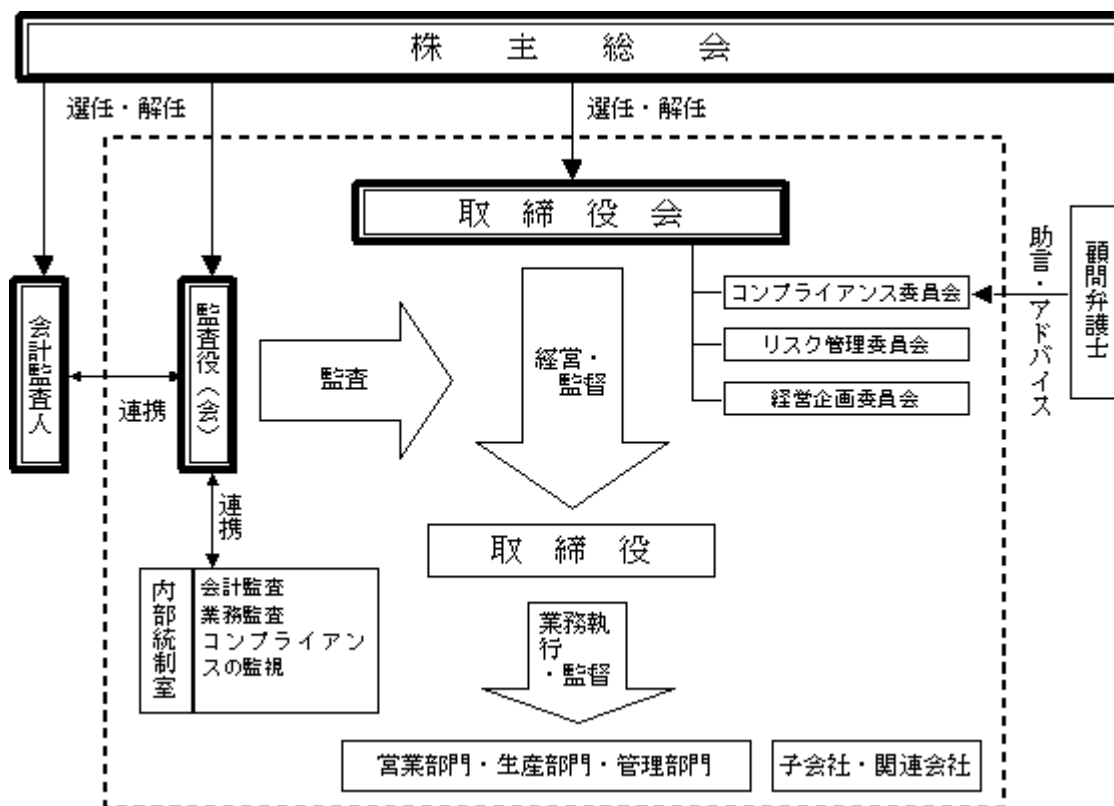 株主総会
選任・解任
選任・解任
取締役会
コンプライアンス委員会
リスク管理委員会
経営企画委員会
助言・アドバイス
顧問弁護士
会計監査人
連携
監査役(会)
監査
経営・
監督
連携
取締役
内部統制室
会計監査
業務監査
コンプライアン
スの監視
業務執
行
・監督
営業部門・生産部門・管理部門
子会社・関連会社